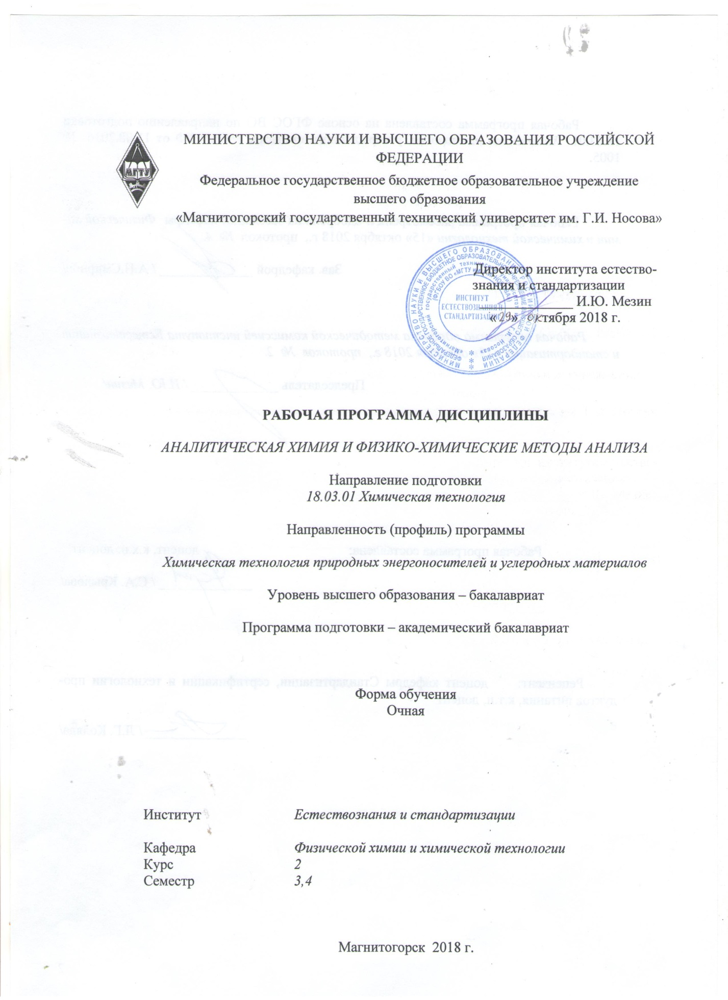 МИНИСТЕРСТВО НАУКИ И ВЫСШЕГО ОБРАЗОВАНИЯ РОССИЙСКОЙ
ФЕДЕРАЦИИ
Федеральное государственное бюджетное образовательное учреждение
высшего образования
«Магнитогорский государственный технический университет им. Г.И. Носова»
МГТУ
Директор института естество-
знания и стандартизации
И.Ю. Мезин
«29» октября 2018 г.
ИНСТИТУТ
ЕСТЕСТВОЗНАНИЯ И
СТАНДАРТИЗАЦИИ
РАБОЧАЯ ПРОГРАММА ДИСЦИПЛИНЫ
АНАЛИТИЧЕСКАЯ ХИМИЯ И ФИЗИКО-ХИМИЧЕСКИЕ МЕТОДЫ АНАЛИЗА
Направление подготовки
18.03.01 Химическая технология
Направленность (профиль) программы
Химическая технология природных энергоносителей и углеродных материалов
Уровень высшего образования – бакалавриат
Программа подготовки – академический бакалавриат
Форма обучения
Очная
Институт Естествознания и стандартизации
Кафедра Физической химии и химической технологии
Курс 2
Семестр 3,4
Магнитогорск 2018 г.